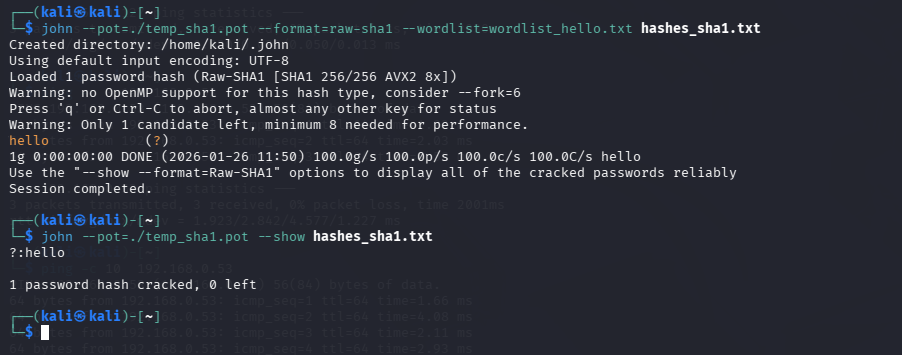 ┌──(kali㉿kali)-[~]
└─$ john --pot=./temp_sha1.pot --format=raw-sha1 --wordlist=wordlist_hello.txt hashes_sha1.txt
Created directory: /home/kali/.john
Using default input encoding: UTF-8
Loaded 1 password hash (Raw-SHA1 [SHA1 256/256 AVX2 8x])
Warning: no OpenMP support for this hash type, consider --fork=6
Press 'q' or Ctrl-C to abort, almost any other key for status
Warning: Only 1 candidate left, minimum 8 needed for performance.
hello            (?)
1g 0:00:00:00 DONE (2026-01-26 11:50) 100.0g/s 100.0p/s 100.0c/s 100.0C/s hello
Use the "--show --format=Raw-SHA1" options to display all of the cracked passwords reliably
Session completed.
┌──(kali㉿kali)-[~]
└─$ john --pot=./temp_sha1.pot --show hashes_sha1.txt
?:hello
1 password hash cracked, 0 left
┌──(kali㉿kali)-[~]
└─$